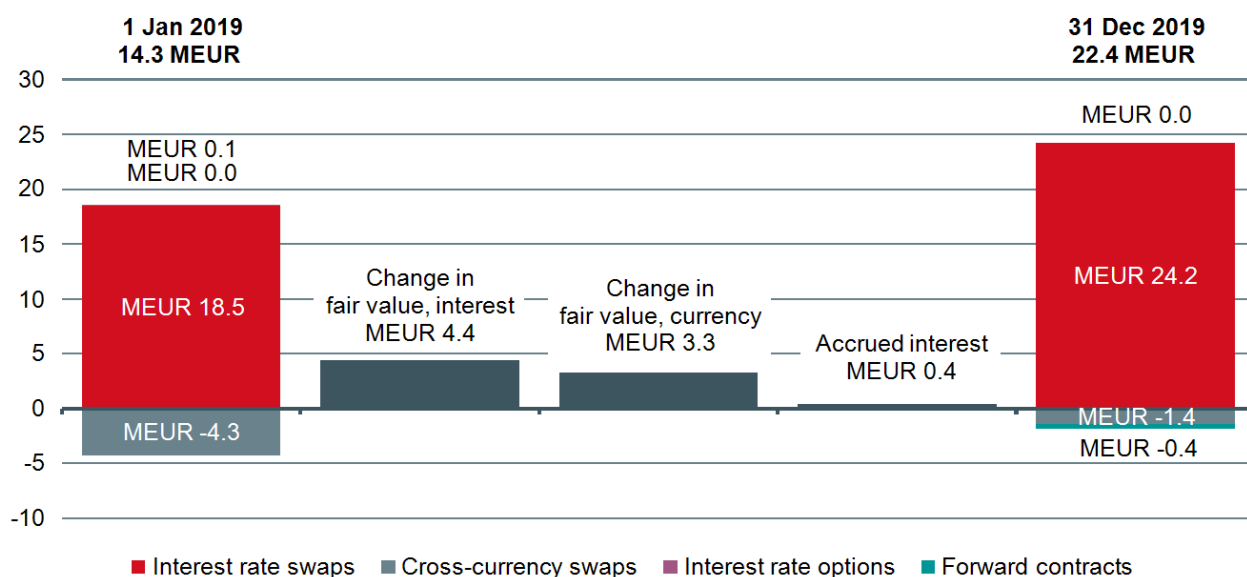 1 Jan 2019
14.3 MEUR
31 Dec 2019
22.4 MEUR
30
25
20
15
10
5
0
-5
-10
MEUR 0.1
MEUR 0.0
MEUR 18.5
MEUR -4.3
Change in
fair value, interest
MEUR 4.4
Change in
fair value, currency
MEUR 3.3
Accrued interest
MEUR 0.4
MEUR 0.0
MEUR 24.2
MEUR -1.4
MEUR -0.4
Interest rate swaps
Cross-currency swaps
Interest rate options
Forward contracts